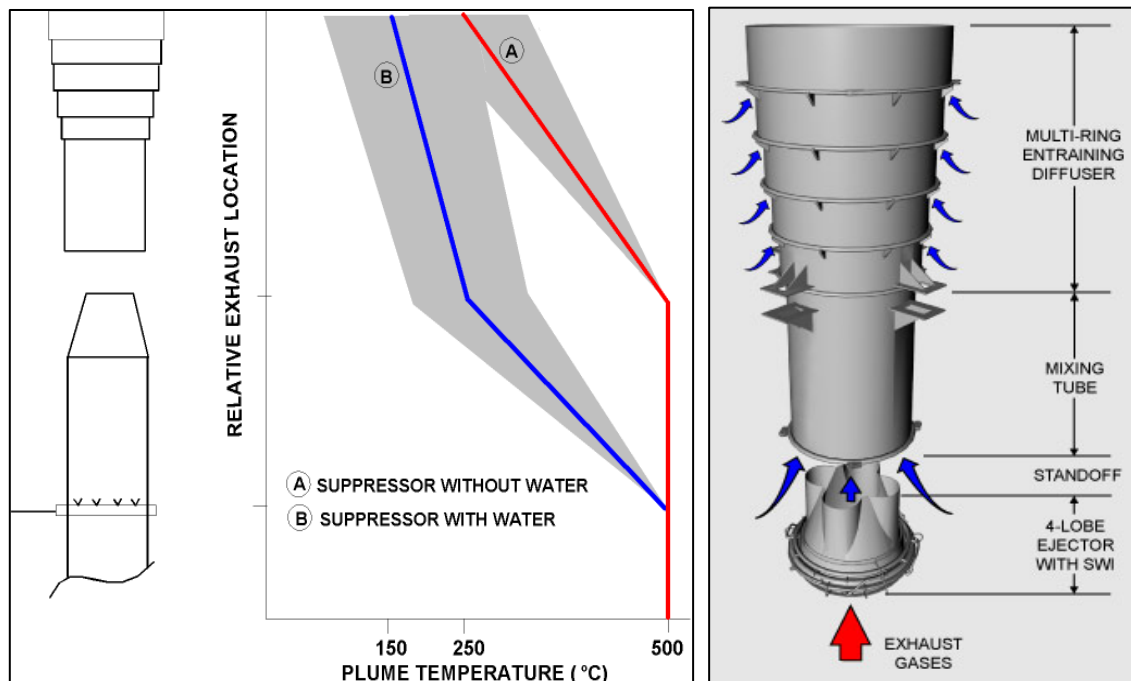 RELATIVE EXHAUST LOCATION
A
B
A SUPPRESSOR WITHOUT WATER
B SUPPRESSOR WITH WATER
150
250
500
PLUME TEMPERATURE ( °C)
MULTI-RING
ENTRAINING
DIFFUSER
MIXING
TUBE
STANDOFF
4-LOBE
EJECTOR
WITH SWI
EXHAUST
GASES